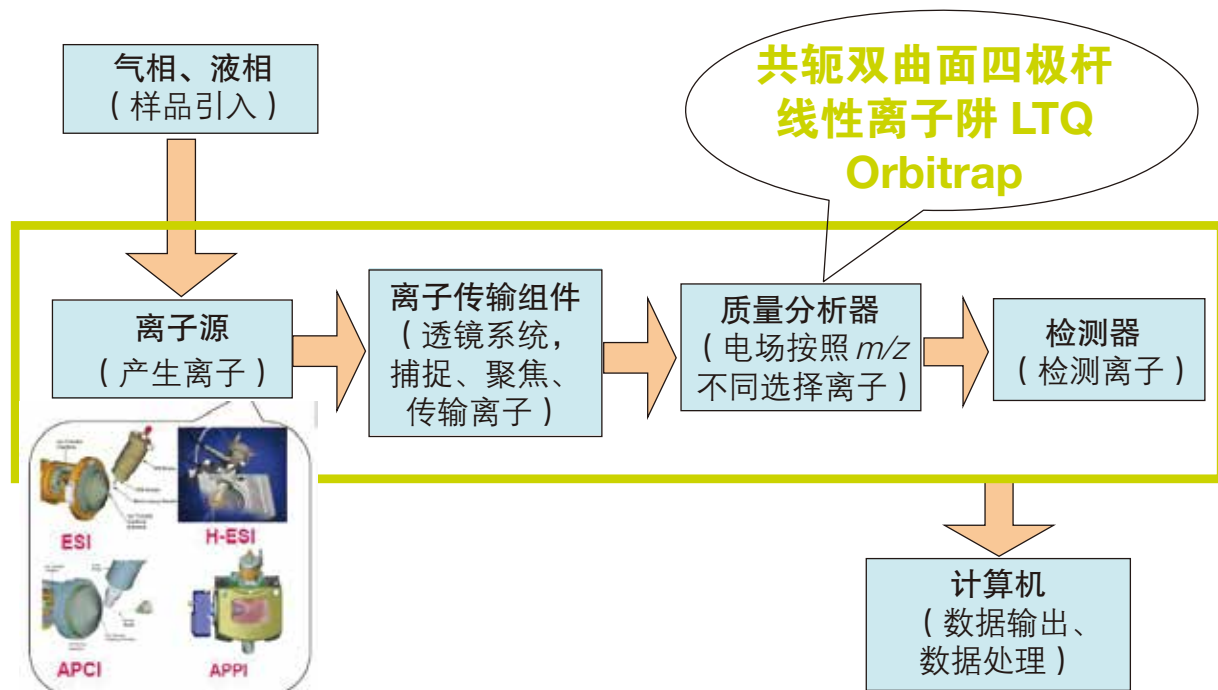 气相、液相
（样品引入）
共轭双曲面四极杆
线性离子阱 LTQ
Orbitrap
离子源
（产生离子）
离子传输组件
（透镜系统，
捕捉、聚焦、
传输离子）
质量分析器
（电场按照 m/z
不同选择离子）
检测器
（检测离子）
ESI
H-ESI
APCI
APPI
计算机
（数据输出、
数据处理）